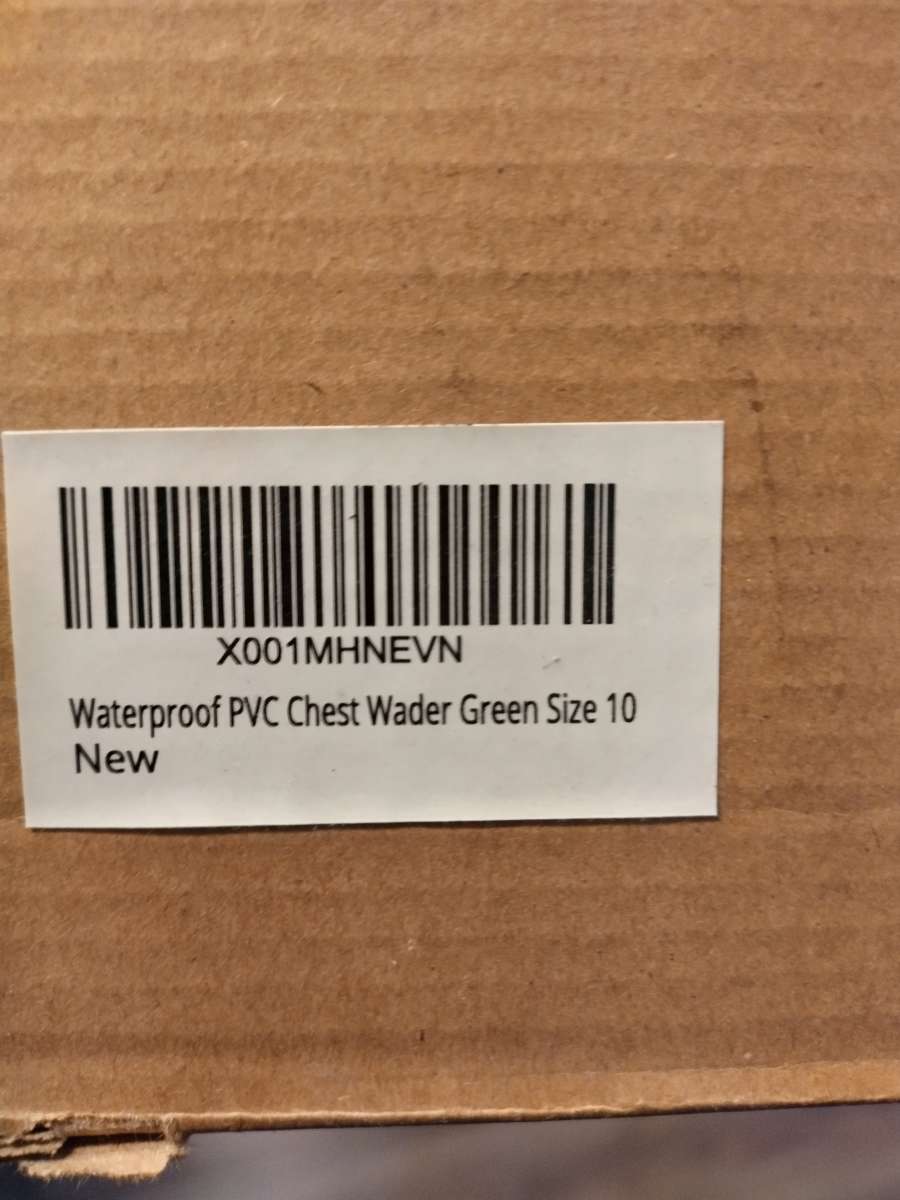 X001MHNEVN
Waterproof PVC Chest Wader Green Size 10
New